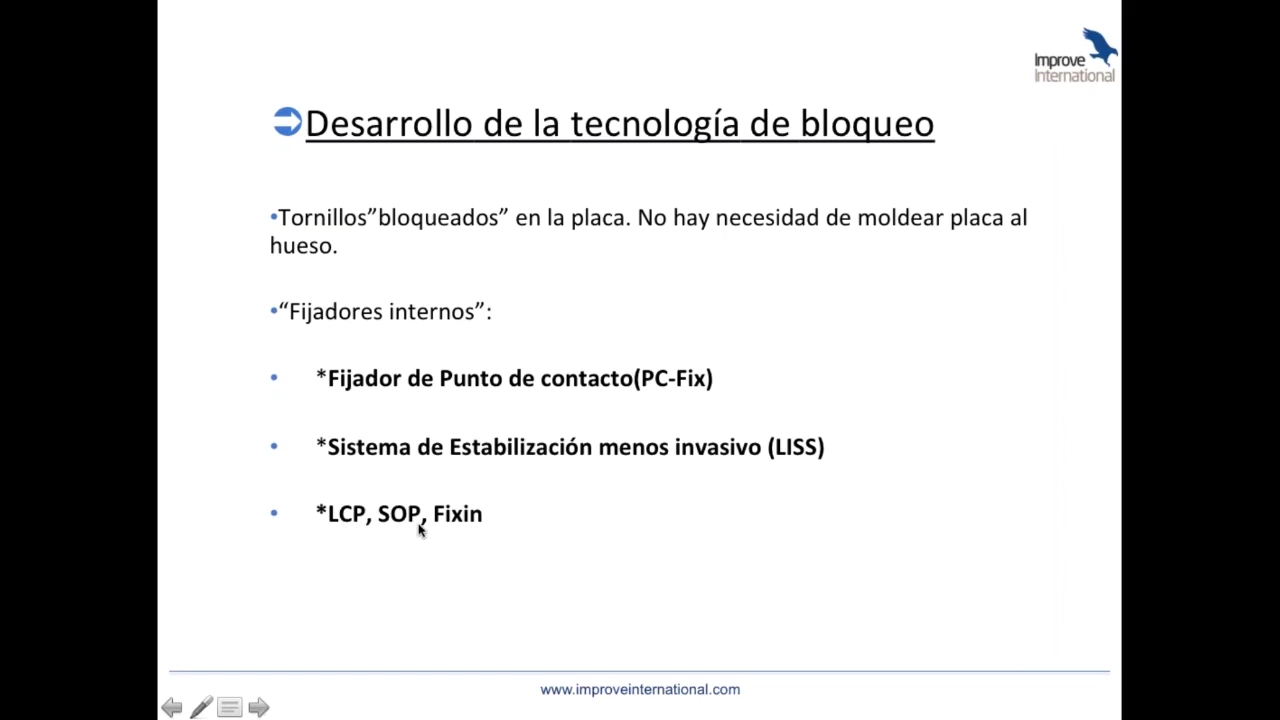 Improve
International
Desarrollo de la tecnología de bloqueo
•Tornillos”bloqueados” en la placa. No hay necesidad de moldear placa al
hueso.
•“Fijadores internos”:
• *Fijador de Punto de contacto(PC-Fix)
• *Sistema de Estabilización menos invasivo (LISS)
• *LCP, SOP, Fixin
www.improveinternational.com